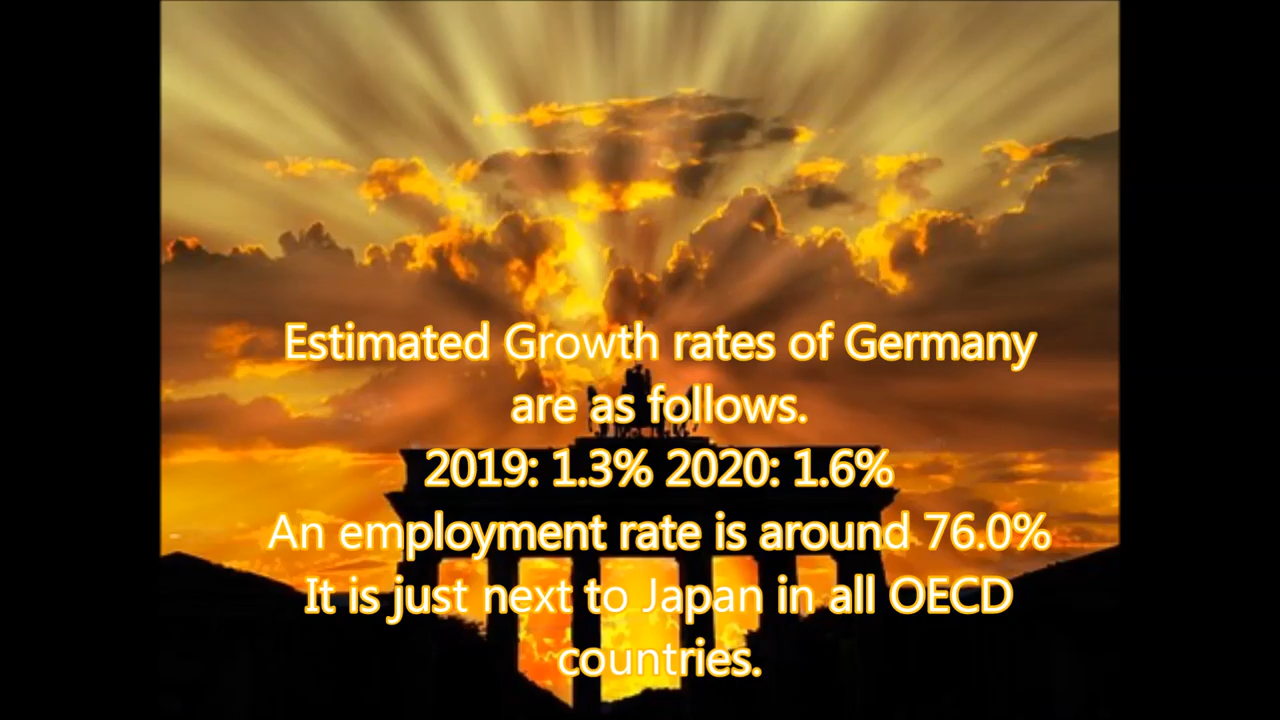 Estimated Growth rates of Germany
are as follows.
2019: 1.3% 2020: 1.6%
An employment rate is around 76.0%
It is just next to Japan in all OECD
countries.